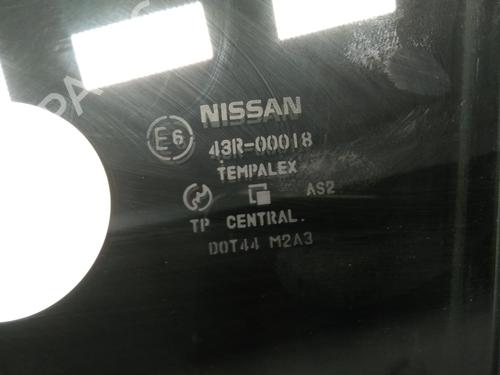 NISSAN
E6 43R-00018
TEMPALEX
AS2
TP CENTRAL.
DOT44 M2A3